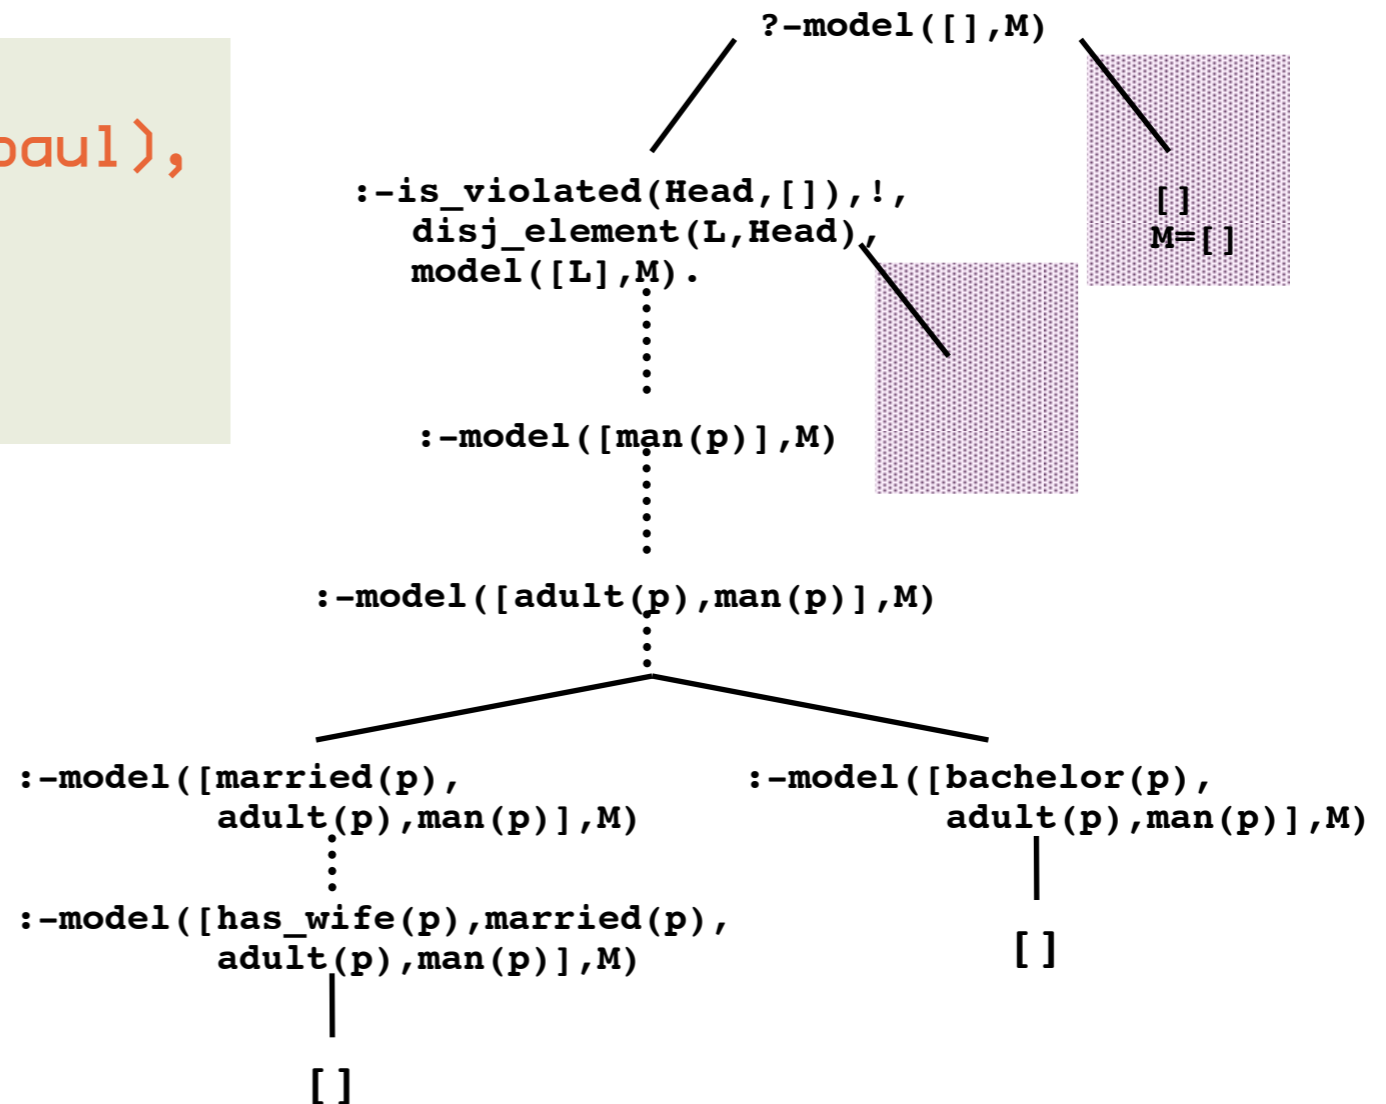 ?-model([],M)
paul),
:-is_violated(Head,[]),!,
disj_element(L,Head),
model([L],M).
[]
M=[]
:-model([man(p)],M)
:-model([adult(p),man(p)],M)
:-model([married(p),
adult(p),man(p)],M)
:-model([bachelor(p),
adult(p),man(p)],M)
:-model([has_wife(p),married(p),
adult(p),man(p)],M)
[]
[]